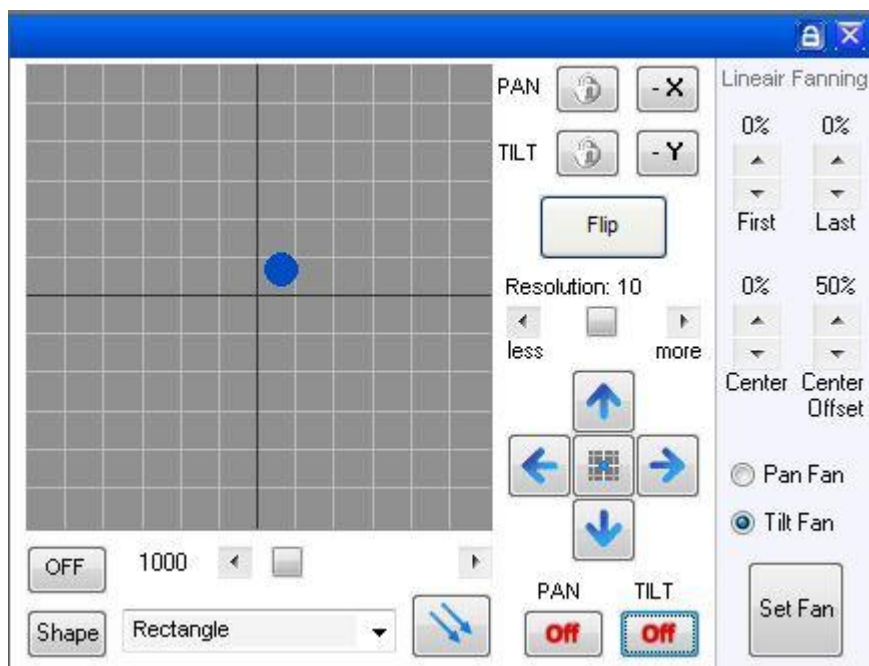 PAN
- X
Lineair Fanning
0%
0%
TILT
- Y
First
Last
Flip
Resolution: 10
0%
50%
less
more
Center
Center Offset
Pan Fan
Tilt Fan
OFF
1000
PAN
TILT
Shape
Rectangle
Off
Off
Set Fan